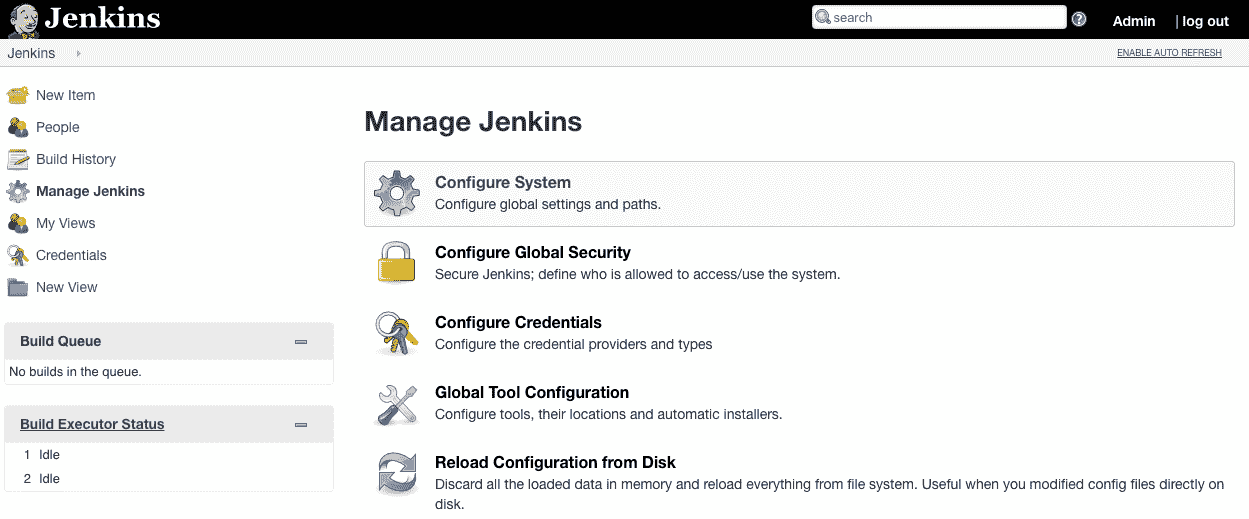 Jenkins
search
?
Admin
| log out
Jenkins
ENABLE AUTO REFRESH
New Item
People
Build History
Manage Jenkins
My Views
Credentials
New View
Build Queue
No builds in the queue.
Build Executor Status
1 Idle
2 Idle
Manage Jenkins
Configure System
Configure global settings and paths.
Configure Global Security
Secure Jenkins; define who is allowed to access/use the system.
Configure Credentials
Configure the credential providers and types
Global Tool Configuration
Configure tools, their locations and automatic installers.
Reload Configuration from Disk
Discard all the loaded data in memory and reload everything from file system. Useful when you modified config files directly on
disk.